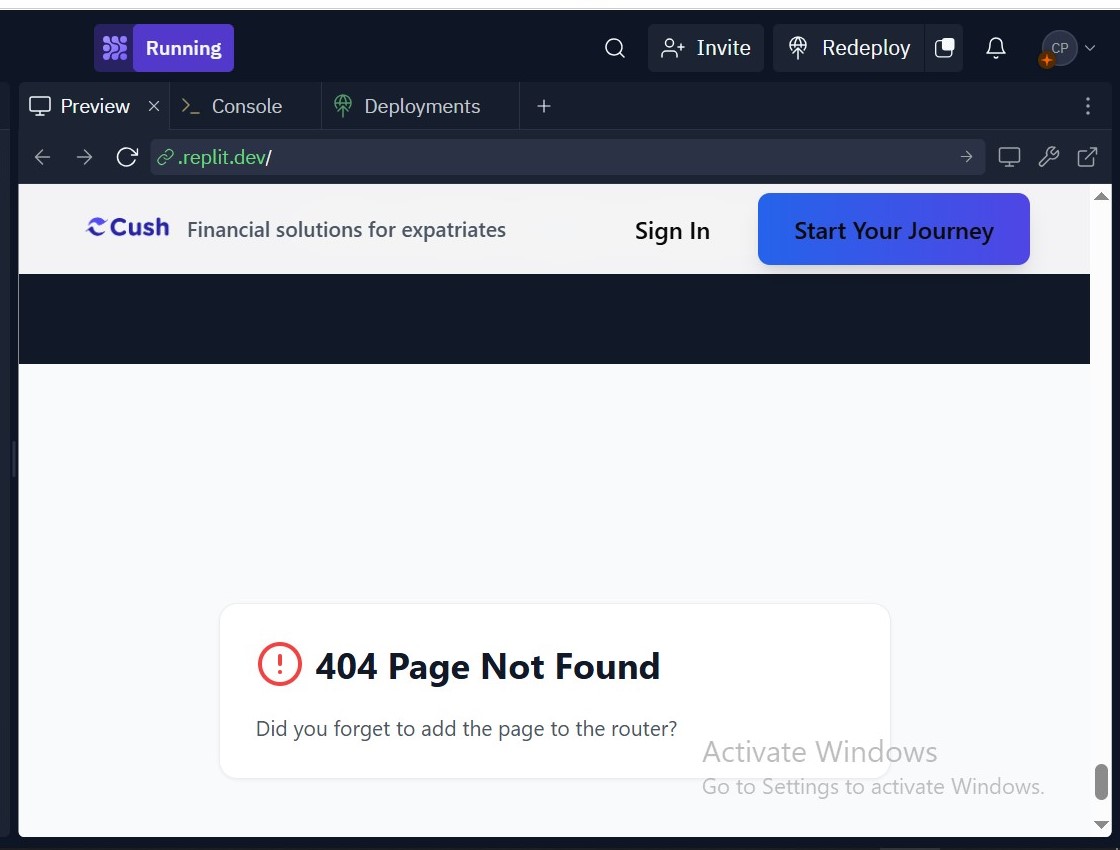 Running
Invite
Redeploy
CP
Preview
Console
Deployments
.replit.dev/
Cush
Financial solutions for expatriates
Sign In
Start Your Journey
404 Page Not Found
Did you forget to add the page to the router?
Activate Windows
Go to Settings to activate Windows.